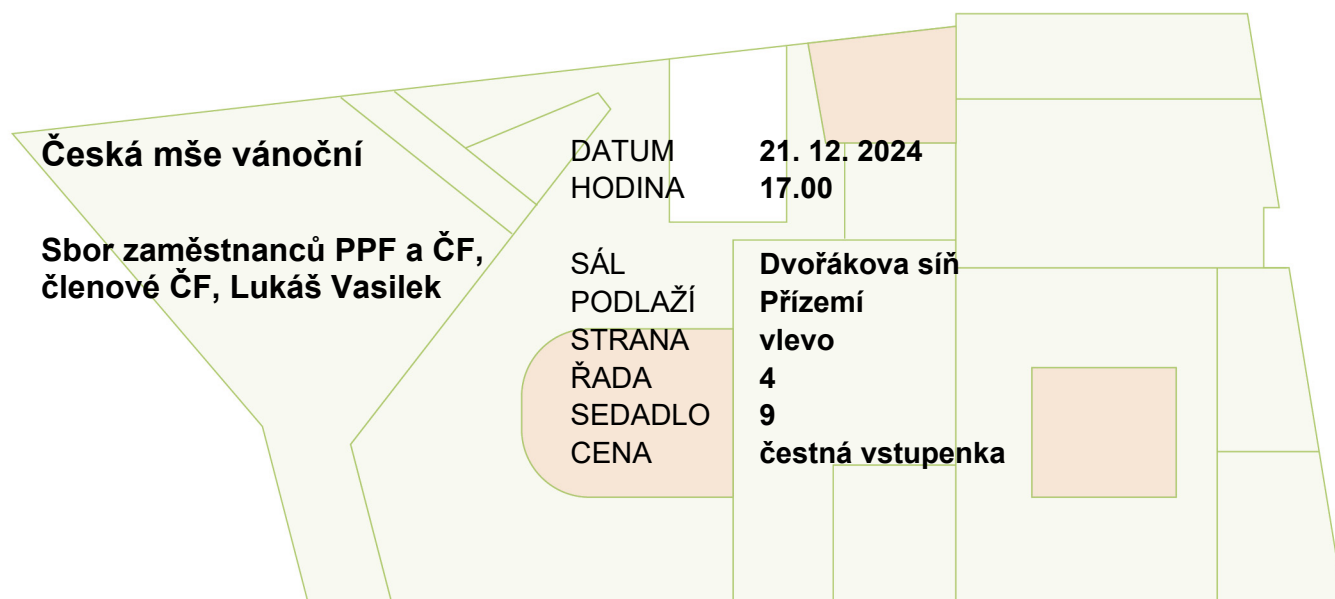 Česká mše vánoční
Sbor zaměstnanců PPF a ČF,
členové ČF, Lukáš Vasilek
DATUM 21. 12. 2024
HODINA 17.00
SÁL Dvořákova síň
PODLAŽÍ Přízemí
STRANA vlevo
ŘADA 4
SEDADLO 9
CENA čestná vstupenka